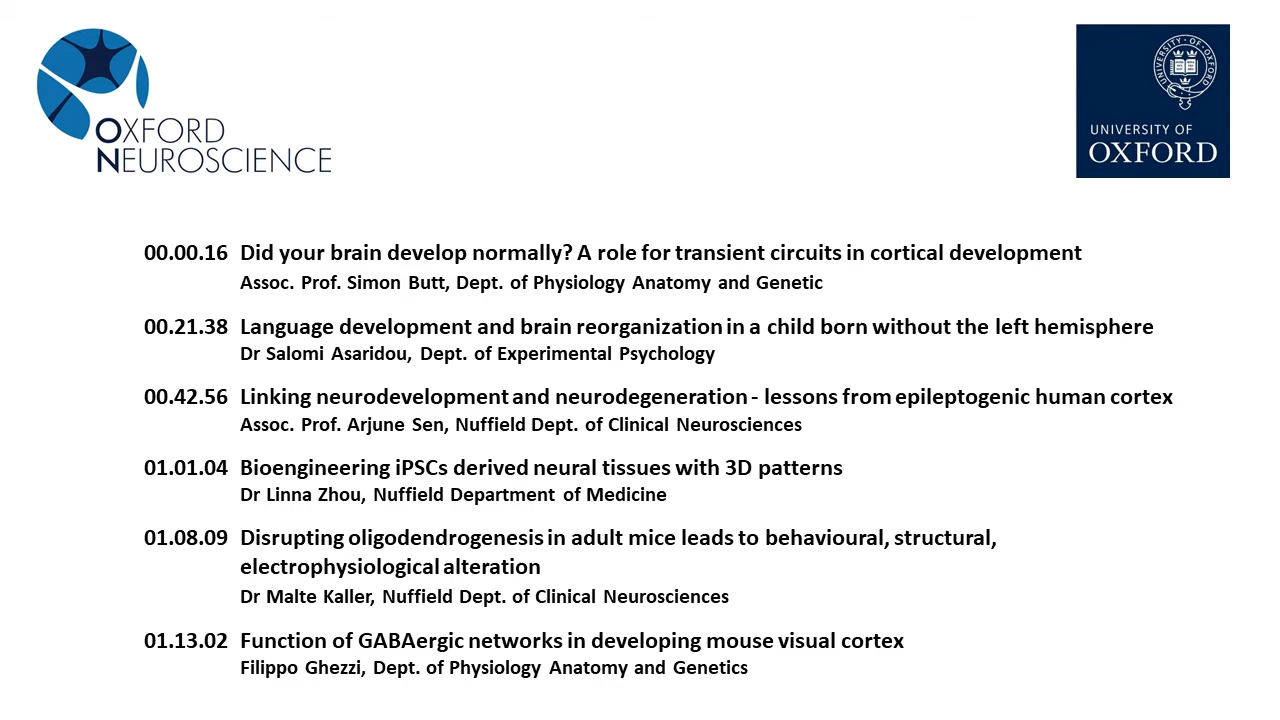 OXFORD
NEUROSCIENCE
UNIVERSITY OF OXFORD
UNIVERSITY OF
OXFORD
00.00.16 Did your brain develop normally? A role for transient circuits in cortical development
Assoc. Prof. Simon Butt, Dept. of Physiology Anatomy and Genetic
00.21.38 Language development and brain reorganization in a child born without the left hemisphere
Dr Salomi Asaridou, Dept. of Experimental Psychology
00.42.56 Linking neurodevelopment and neurodegeneration - lessons from epileptogenic human cortex
Assoc. Prof. Arjune Sen, Nuffield Dept. of Clinical Neurosciences
01.01.04 Bioengineering iPSCs derived neural tissues with 3D patterns
Dr Linna Zhou, Nuffield Department of Medicine
01.08.09 Disrupting oligodendrogenesis in adult mice leads to behavioural, structural,
electrophysiological alteration
Dr Malte Kaller, Nuffield Dept. of Clinical Neurosciences
01.13.02 Function of GABAergic networks in developing mouse visual cortex
Filippo Ghezzi, Dept. of Physiology Anatomy and Genetics